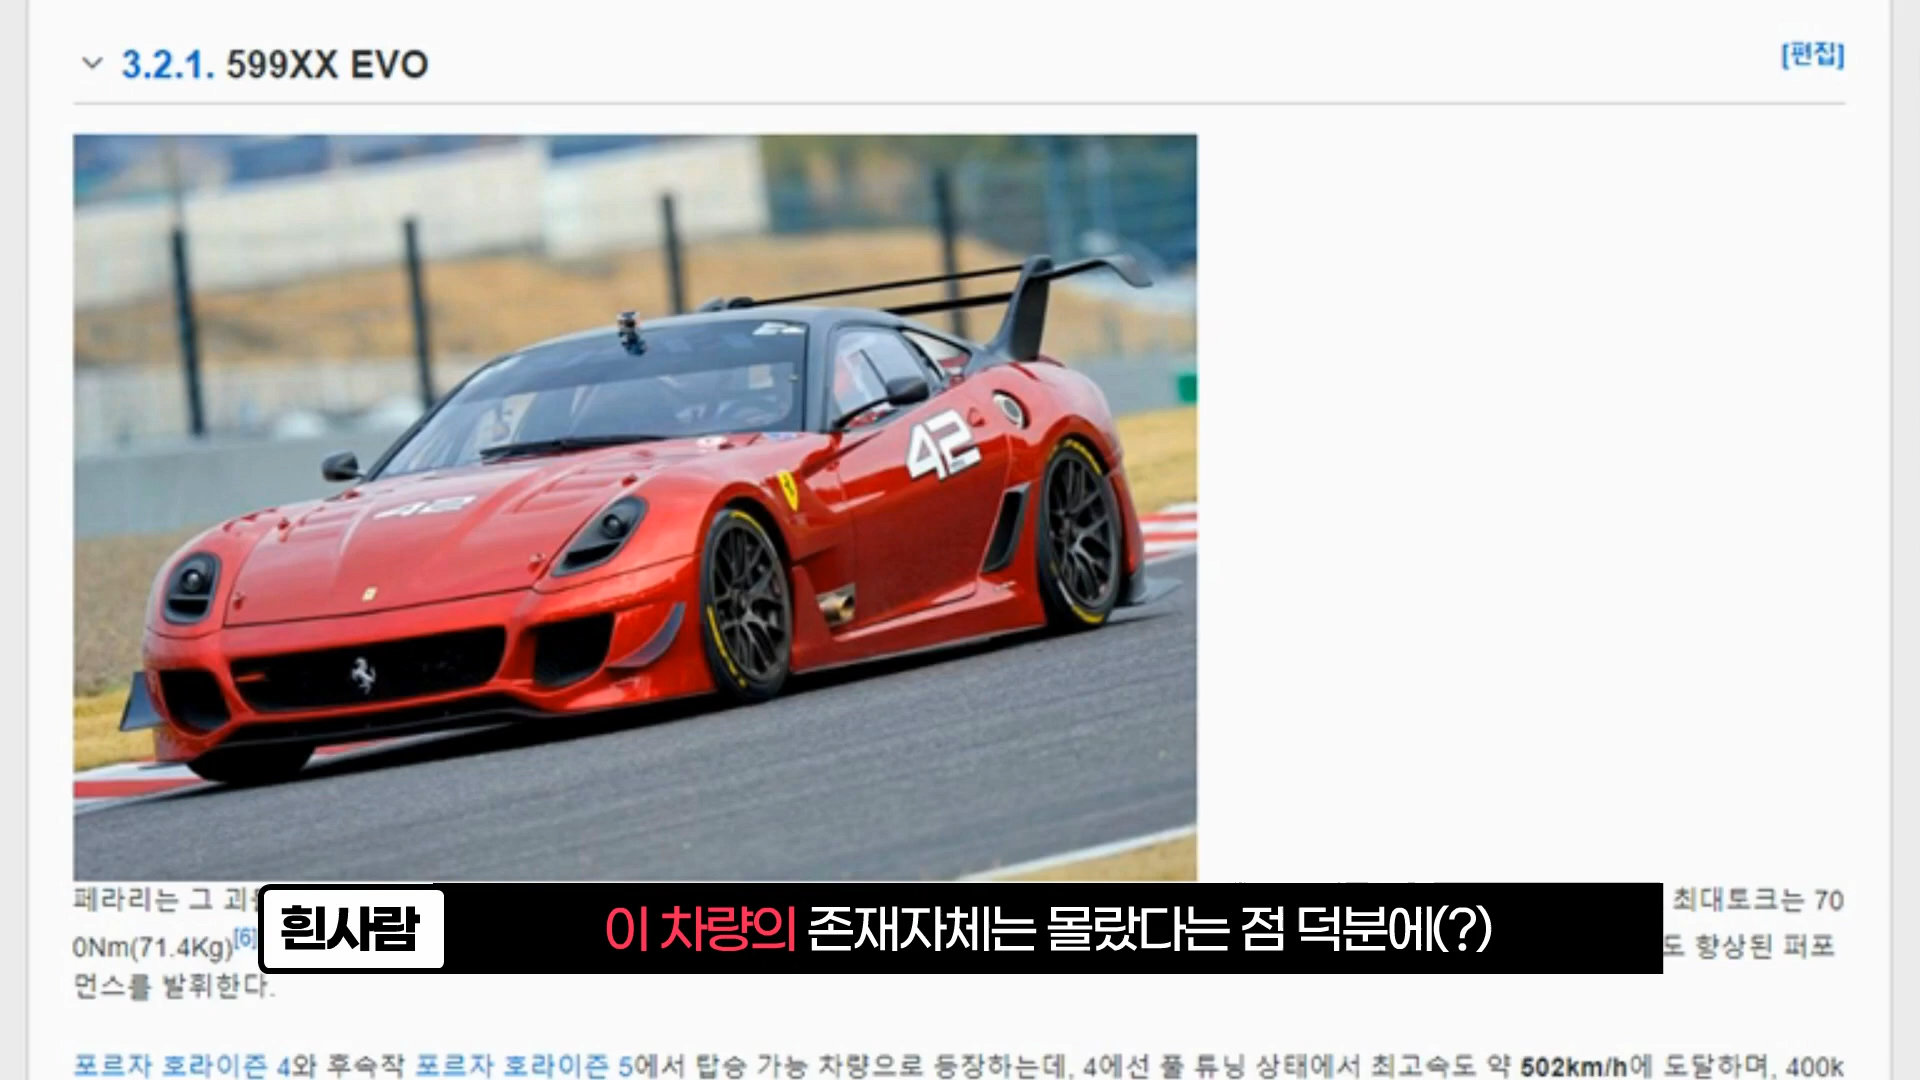 3.2.1. 599XX EVO
[편집]
42
42
페라리는 그
최대토크는 70
0Nm(71.4Kg)[6]
도 향상된 퍼포
먼스를 발휘한다.
흰사람
이 차량의 존재자체는 몰랐다는 점 덕분에(?)
포르자 호라이즌 4와 후속작 포르자 호라이즌 5에서 탑승 가능 차량으로 등장하는데, 4에선 풀 튜닝 상태에서 최고속도 약 502km/h에 도달하며, 400k